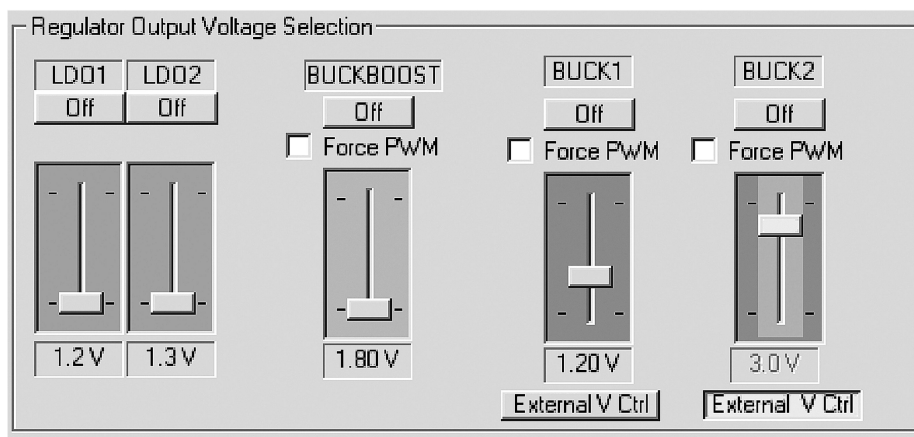 Regulator Output Voltage Selection
LDO1 LDO2 BUCKBOOST BUCK1 BUCK2
Off Off Off Off Off
Force PWM Force PWM Force PWM
1.2 V 1.3 V 1.80 V 1.20 V 3.0 V
External V Ctrl External V Ctrl